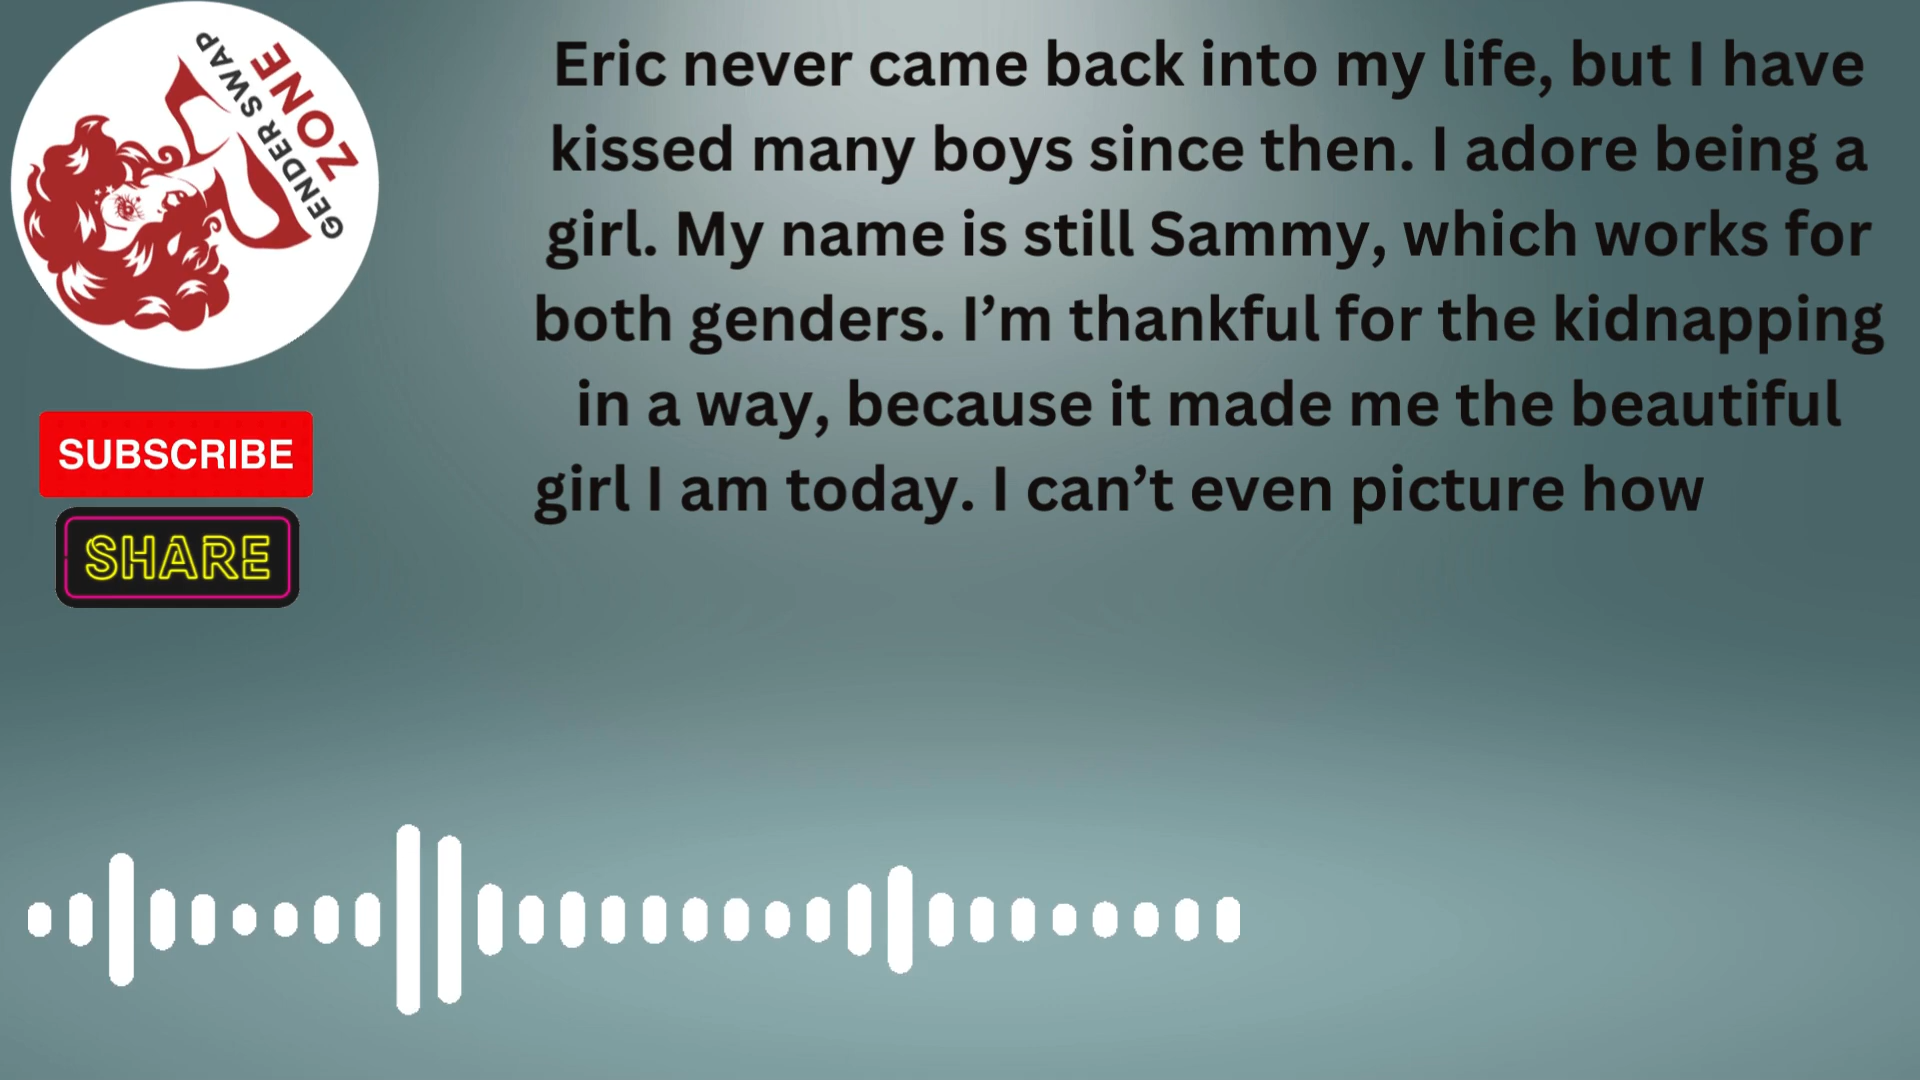 GENDER SWAP
ZONE
SUBSCRIBE
SHARE
Eric never came back into my life, but I have
kissed many boys since then. I adore being a
girl. My name is still Sammy, which works for
both genders. I’m thankful for the kidnapping
in a way, because it made me the beautiful
girl I am today. I can’t even picture how